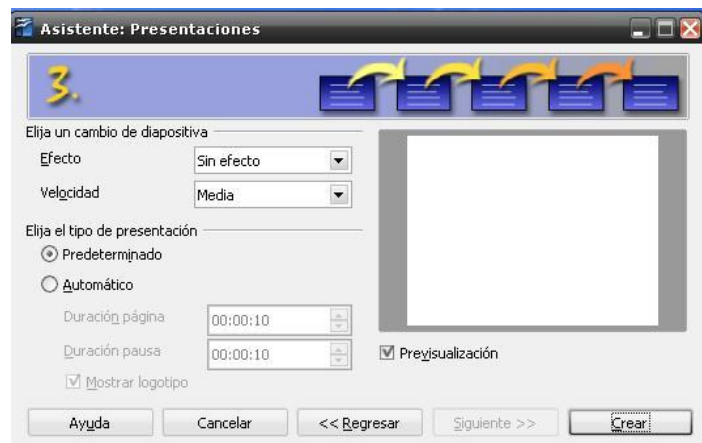 Asistente: Presentaciones
3.
Elija un cambio de diapositiva
Efecto Sin efecto
Velocidad Media
Elija el tipo de presentación
Predeterminado
Automático
Duración página 00:00:10
Duración pausa 00:00:10
Mostrar logotipo
Previsualización
Ayuda Cancelar << Regresar Siguiente >> Crear